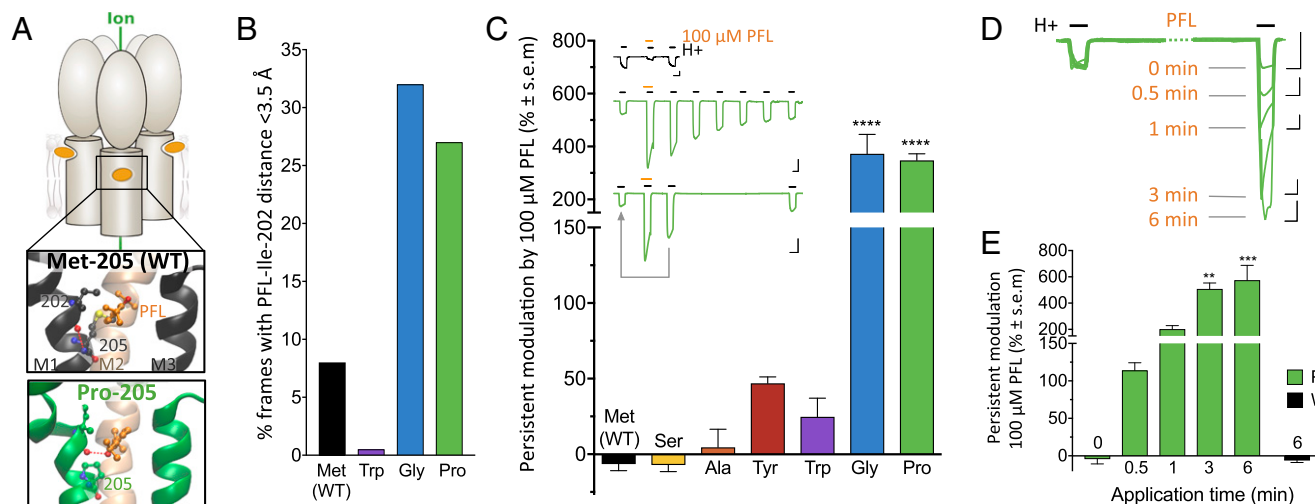 A
Ion
Met-205 (WT)
202
PFL
205
M1
M2
M3
Pro-205
205
B
% frames with PFL-Ile-202 distance <3.5 Å
35
30
25
20
15
10
5
0
Met
(WT)
Trp
Gly
Pro
C
Persistent modulation by 100 µM PFL (% ± s.e.m)
800
700
600
500
400
300
200
150
100
50
0
100 µM PFL
H+
****
****
Met
(WT)
Ser
Ala
Tyr
Trp
Gly
Pro
D
H+
PFL
0 min
0.5 min
1 min
3 min
6 min
E
Persistent modulation
100 µM PFL (% ± s.e.m)
800
600
400
200
150
100
50
0
**
***
0
0.5
1
3
6
6
Application time (min)